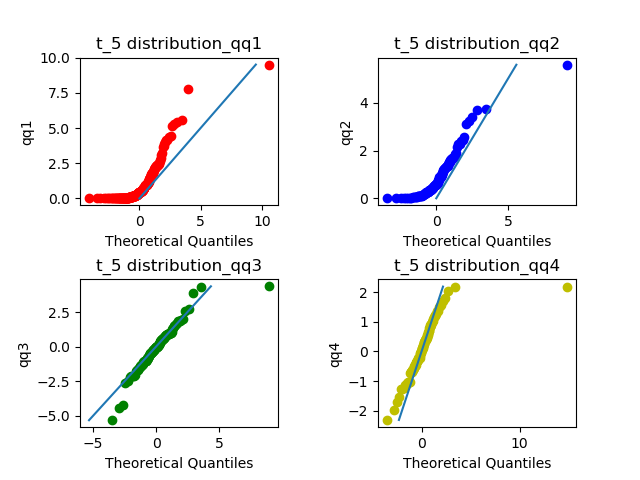 t_5 distribution_qq1
t_5 distribution_qq2
10.0
7.5
5.0
2.5
0.0
qq1
0
5
10
Theoretical Quantiles
4
2
0
qq2
0
5
Theoretical Quantiles
t_5 distribution_qq3
t_5 distribution_qq4
2.5
0.0
−2.5
−5.0
qq3
−5
0
5
Theoretical Quantiles
2
1
0
−1
−2
qq4
0
10
Theoretical Quantiles